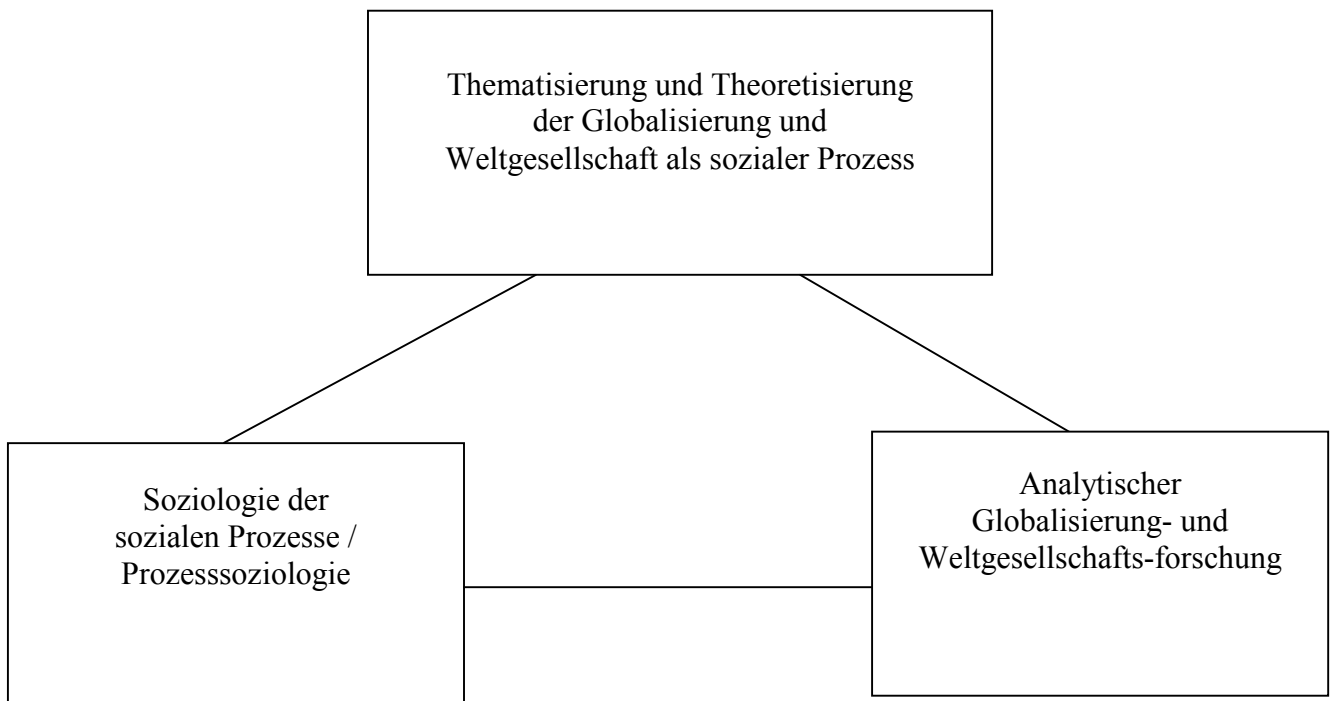 Thematisierung und Theoretisierung
der Globalisierung und
Weltgesellschaft als sozialer Prozess
Soziologie der
sozialen Prozesse /
Prozesssoziologie
Analytischer
Globalisierung- und
Weltgesellschafts-forschung